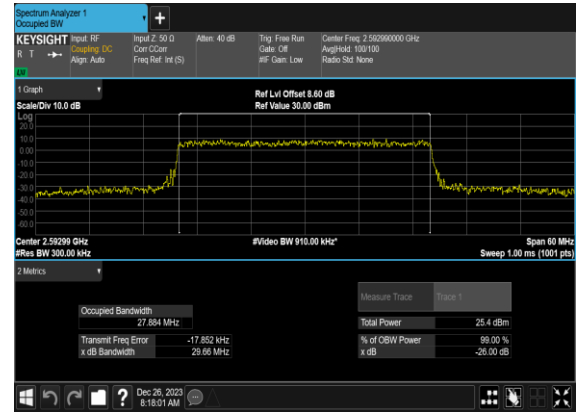 Spectrum Analyzer 1
Occupied BW
+
KEYSIGHT Input: RF Input Z: 50 Ω Atten: 40 dB Trig: Free Run Center Freq: 2.592990000 GHz
R T Coupling: DC Corr CCorr Gate: Off Avg|Hold: 100/100
Align: Auto Freq Ref: Int (S) #IF Gain: Low Radio Std: None
LW
1 Graph
Ref Lvl Offset 8.60 dB
Scale/Div 10.0 dB Ref Value 30.00 dBm
Log
20.0
10.0
0.00
-10.0
-20.0
-30.0
-40.0
-50.0
-60.0
Center 2.59299 GHz #Video BW 910.00 kHz* Span 60 MHz
#Res BW 300.00 kHz Sweep 1.00 ms (1001 pts)
2 Metrics
Measure Trace Trace 1
Occupied Bandwidth
27.884 MHz Total Power 25.4 dBm
Transmit Freq Error -17.852 kHz % of OBW Power 99.00 %
x dB Bandwidth 29.66 MHz x dB -26.00 dB
? Dec 26, 2023
8:18:01 AM